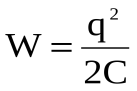 W = q² / 2C